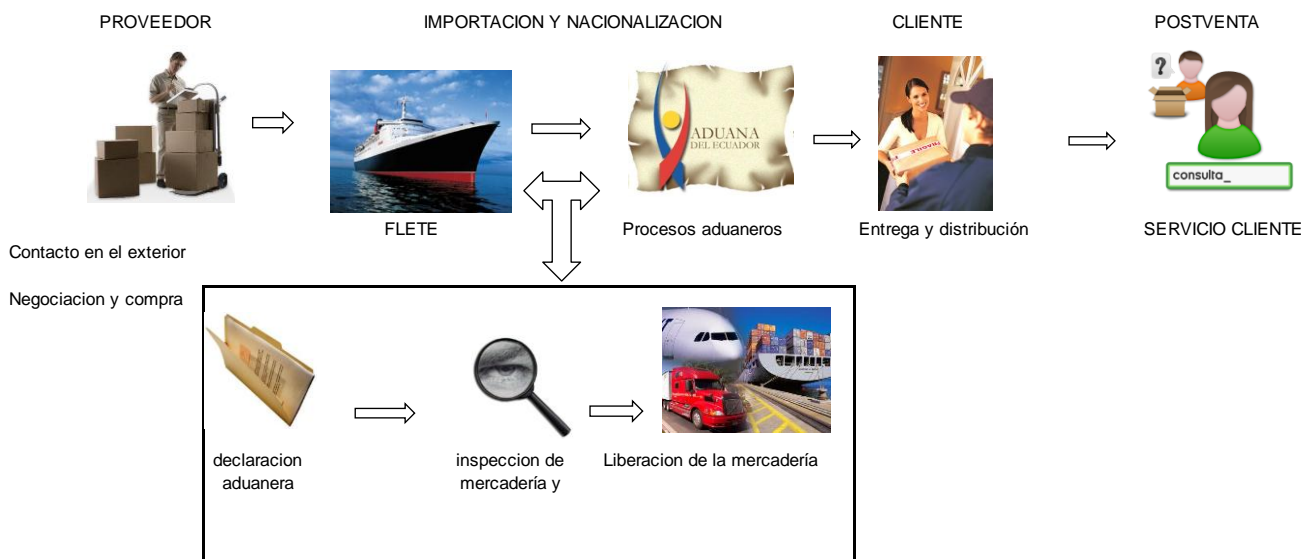 PROVEEDOR
IMPORTACION Y NACIONALIZACION
CLIENTE
POSTVENTA
?
ADUANA
DEL ECUADOR
FRAGILE
consulta_
FLETE
Procesos aduaneros
Entrega y distribución
SERVICIO CLIENTE
Contacto en el exterior
Negociacion y compra
declaracion
aduanera
inspeccion de
mercadería y
Liberacion de la mercadería